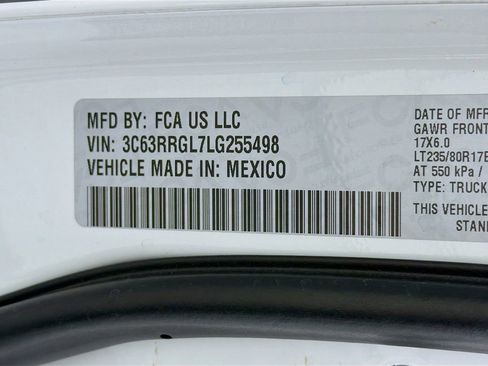 MFD BY: FCA US LLC
VIN: 3C63RRGL7LG255498
VEHICLE MADE IN: MEXICO
DATE OF MFR
GAWR FRONT
17X6.0
LT235/80R17E
AT 550 kPa /
TYPE: TRUCK
THIS VEHICLE
STAN